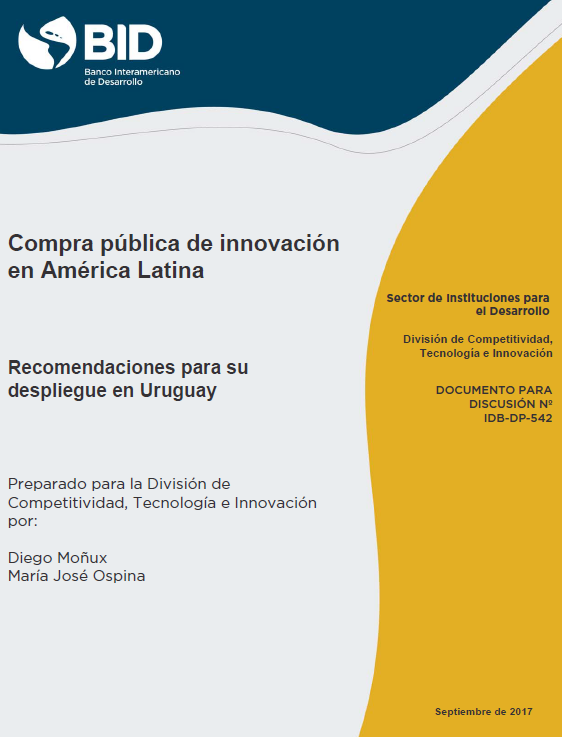 BID
Banco Interamericano
de Desarrollo
Compra pública de innovación
en América Latina
Recomendaciones para su
despliegue en Uruguay
Preparado para la División de
Competitividad, Tecnología e Innovación
por:
Diego Moñux
María José Ospina
Sector de Instituciones para
el Desarrollo
División de Competitividad,
Tecnología e Innovación
DOCUMENTO PARA
DISCUSIÓN Nº
IDB-DP-542
Septiembre de 2017